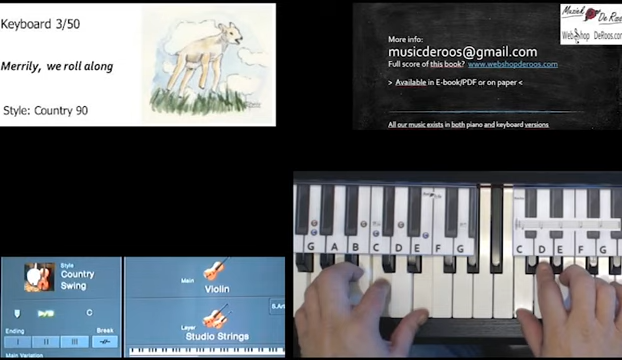 Keyboard 3/50
Merrily, we roll along
Style: Country 90
More info:
musicderoos@gmail.com
Full score of this book? www.webshopderoos.com
> Available in E-book/PDF or on paper <
All our music exists in both piano and keyboard versions
Muziek De Roos
Webshop DeRoos.com
Style
Country
Swing
C
Ending
I II III
Break
Main Variation
Main
Violin
S.Art
Layer
Studio Strings
G A B C D E F G
C D E F G